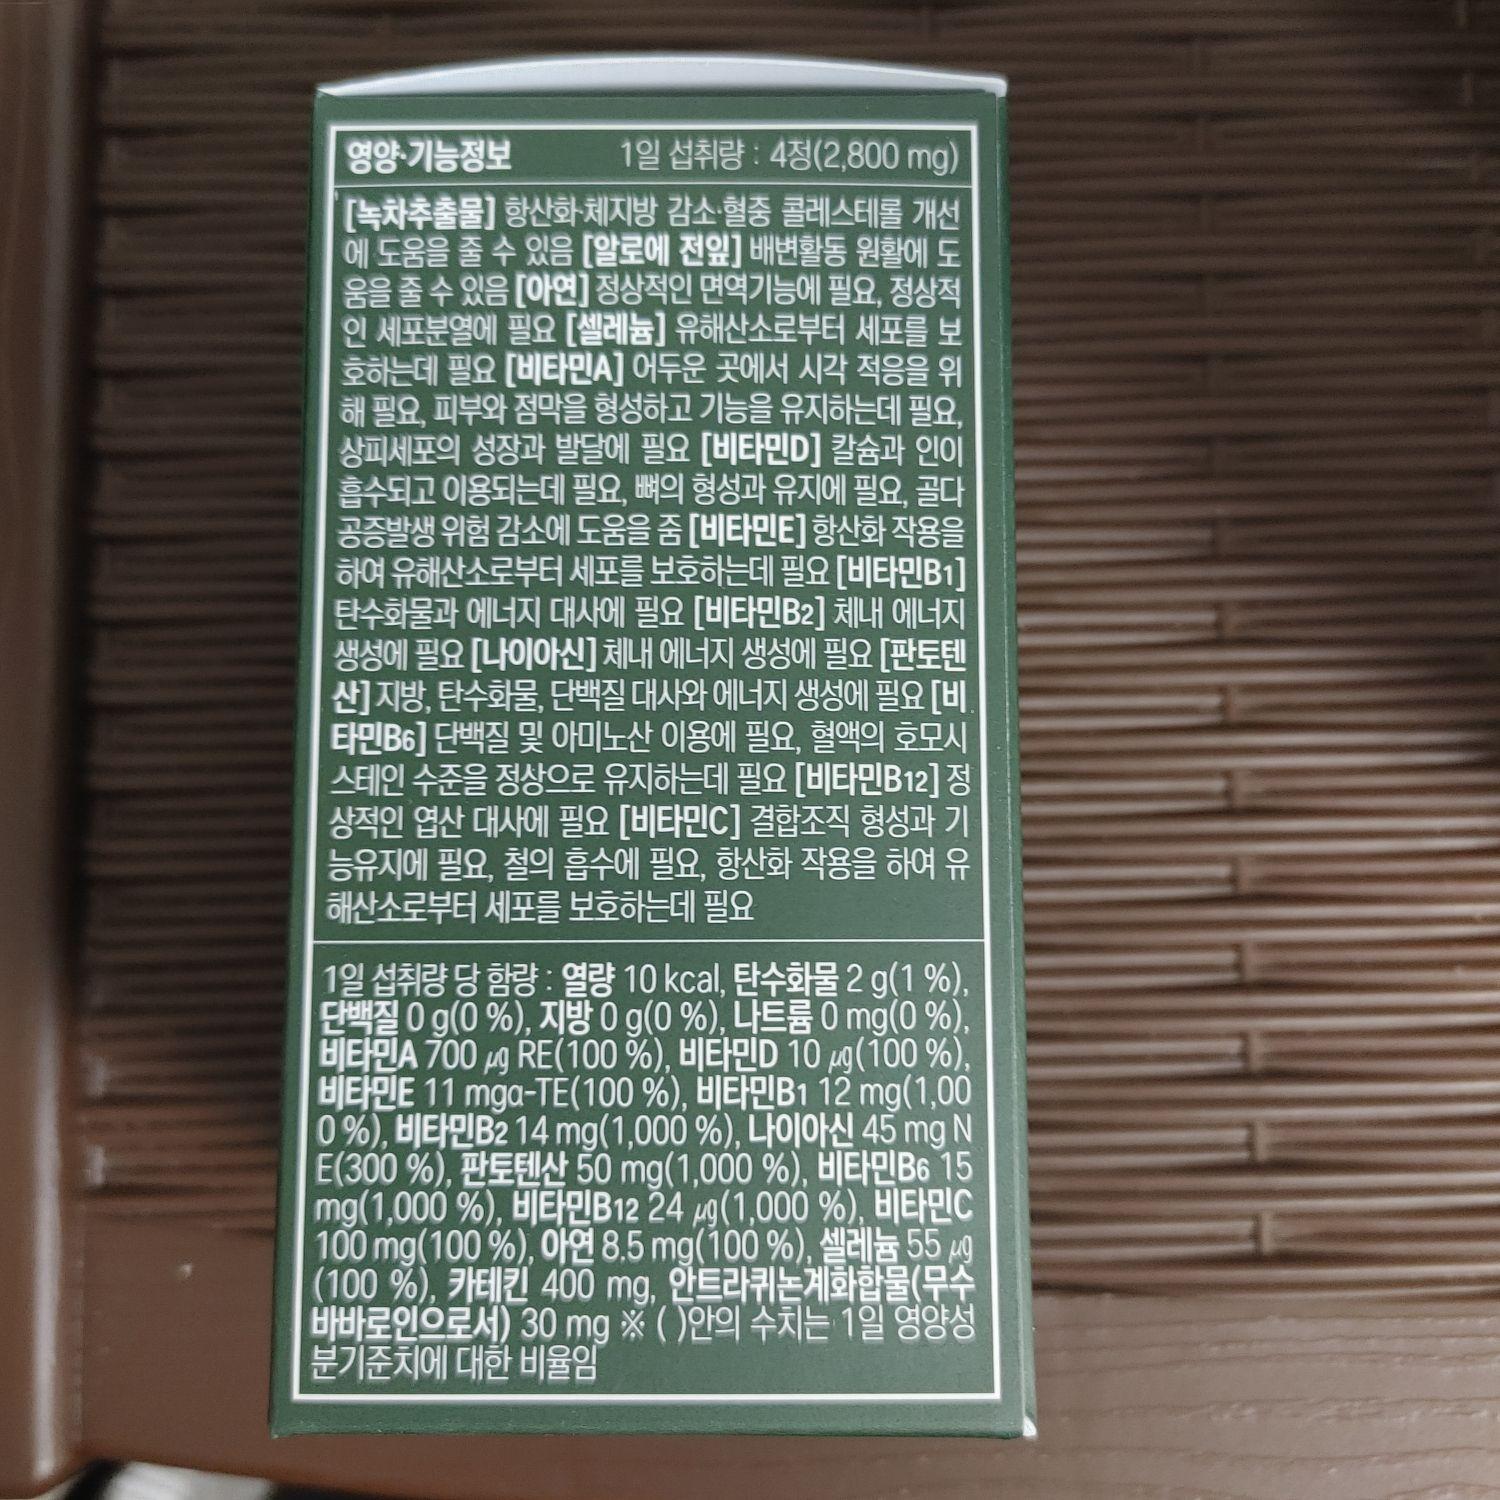 영양·기능정보 1일 섭취량 : 4정(2,800 mg)
[녹차추출물] 항산화·체지방 감소·혈중 콜레스테롤 개선
에 도움을 줄 수 있음 [알로에 전잎] 배변활동 원활에 도
움을 줄 수 있음 [아연] 정상적인 면역기능에 필요, 정상적
인 세포분열에 필요 [셀레늄] 유해산소로부터 세포를 보
호하는데 필요 [비타민A] 어두운 곳에서 시각 적응을 위
해 필요, 피부와 점막을 형성하고 기능을 유지하는데 필요,
상피세포의 성장과 발달에 필요 [비타민D] 칼슘과 인이
흡수되고 이용되는데 필요, 뼈의 형성과 유지에 필요, 골다
공증발생 위험 감소에 도움을 줌 [비타민E] 항산화 작용을
하여 유해산소로부터 세포를 보호하는데 필요 [비타민B1]
탄수화물과 에너지 대사에 필요 [비타민B2] 체내 에너지
생성에 필요 [나이아신] 체내 에너지 생성에 필요 [판토텐
산] 지방, 탄수화물, 단백질 대사와 에너지 생성에 필요 [비
타민B6] 단백질 및 아미노산 이용에 필요, 혈액의 호모시
스테인 수준을 정상으로 유지하는데 필요 [비타민B12] 정
상적인 엽산 대사에 필요 [비타민C] 결합조직 형성과 기
능유지에 필요, 철의 흡수에 필요, 항산화 작용을 하여 유
해산소로부터 세포를 보호하는데 필요
1일 섭취량 당 함량 : 열량 10 kcal, 탄수화물 2 g(1 %),
단백질 0 g(0 %), 지방 0 g(0 %), 나트륨 0 mg(0 %),
비타민A 700 μg RE(100 %), 비타민D 10 μg(100 %),
비타민E 11 mgα-TE(100 %), 비타민B1 12 mg(1,00
0 %), 비타민B2 14 mg(1,000 %), 나이아신 45 mg N
E(300 %), 판토텐산 50 mg(1,000 %), 비타민B6 15
mg(1,000 %), 비타민B12 24 μg(1,000 %), 비타민C
100 mg(100 %), 아연 8.5 mg(100 %), 셀레늄 55 μg
(100 %), 카테킨 400 mg, 안트라퀴논계화합물(무수
바바로인으로서) 30 mg ※ ( )안의 수치는 1일 영양성
분기준치에 대한 비율임